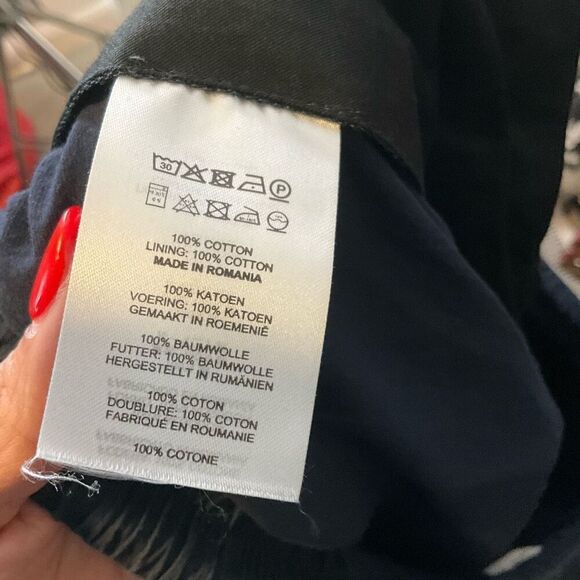 30 P
100% COTTON
LINING: 100% COTTON
MADE IN ROMANIA
100% KATOEN
VOERING: 100% KATOEN
GEMAAKT IN ROEMENIË
100% BAUMWOLLE
FUTTER: 100% BAUMWOLLE
HERGESTELLT IN RUMÄNIEN
100% COTON
DOUBLURE: 100% COTON
FABRIQUÉ EN ROUMANIE
100% COTONE